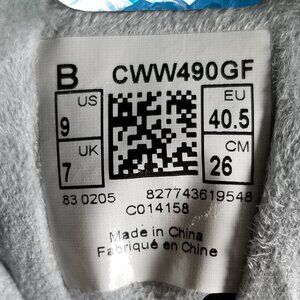 B CWW490GF
US EU
9 40.5
UK CM
7 26
83 0205 827743619548
C014158
Made in China
Fabriqué en Chine